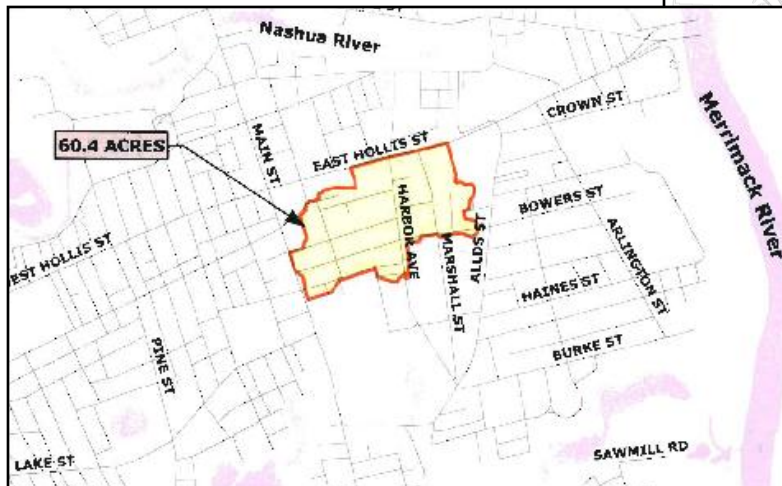 Nashua River
Merrimack River
CROWN ST
MAIN ST
60.4 ACRES
EAST HOLLIS ST
BOWERS ST
HARBOR AVE
ALLDS ST
MARSHALL ST
ARLINGTON ST
EST HOLLIS ST
HAINES ST
PINE ST
BURKE ST
SAWMILL RD
LAKE ST